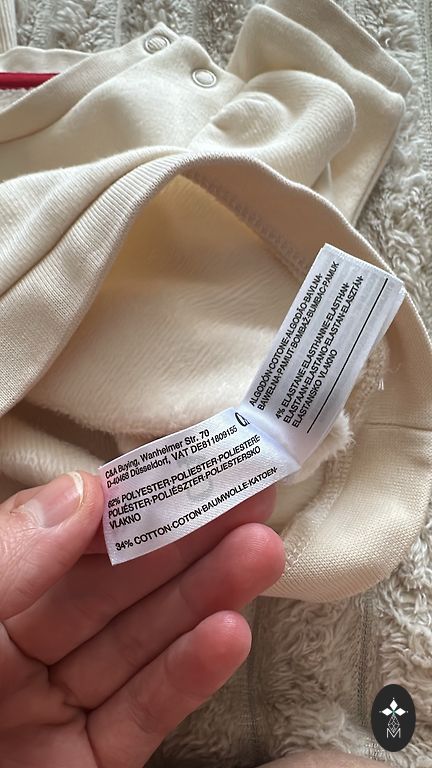 C&A Buying, Wanheimer Str. 70
D-40468 Düsseldorf, VAT DE811809155
62% POLYESTER·POLIESTER·POLIESTERE·
POLIÉSTER·POLIÉSZTER·POLIESTERSKO
VLAKNO
34% COTTON·COTON·BAUMWOLLE·KATOEN·
ALGODÓN·COTONE·ALGODÃO·BAVLNA·
BAWEŁNA·PAMUT·BOMBAŽ·BUMBAC·PAMUK
4% ELASTANE·ELASTHANNE·ELASTHAN·
ELASTAAN·ELASTANO·ELASTAN·ELASZTÁN·
ELASTANSKO VLAKNO
M